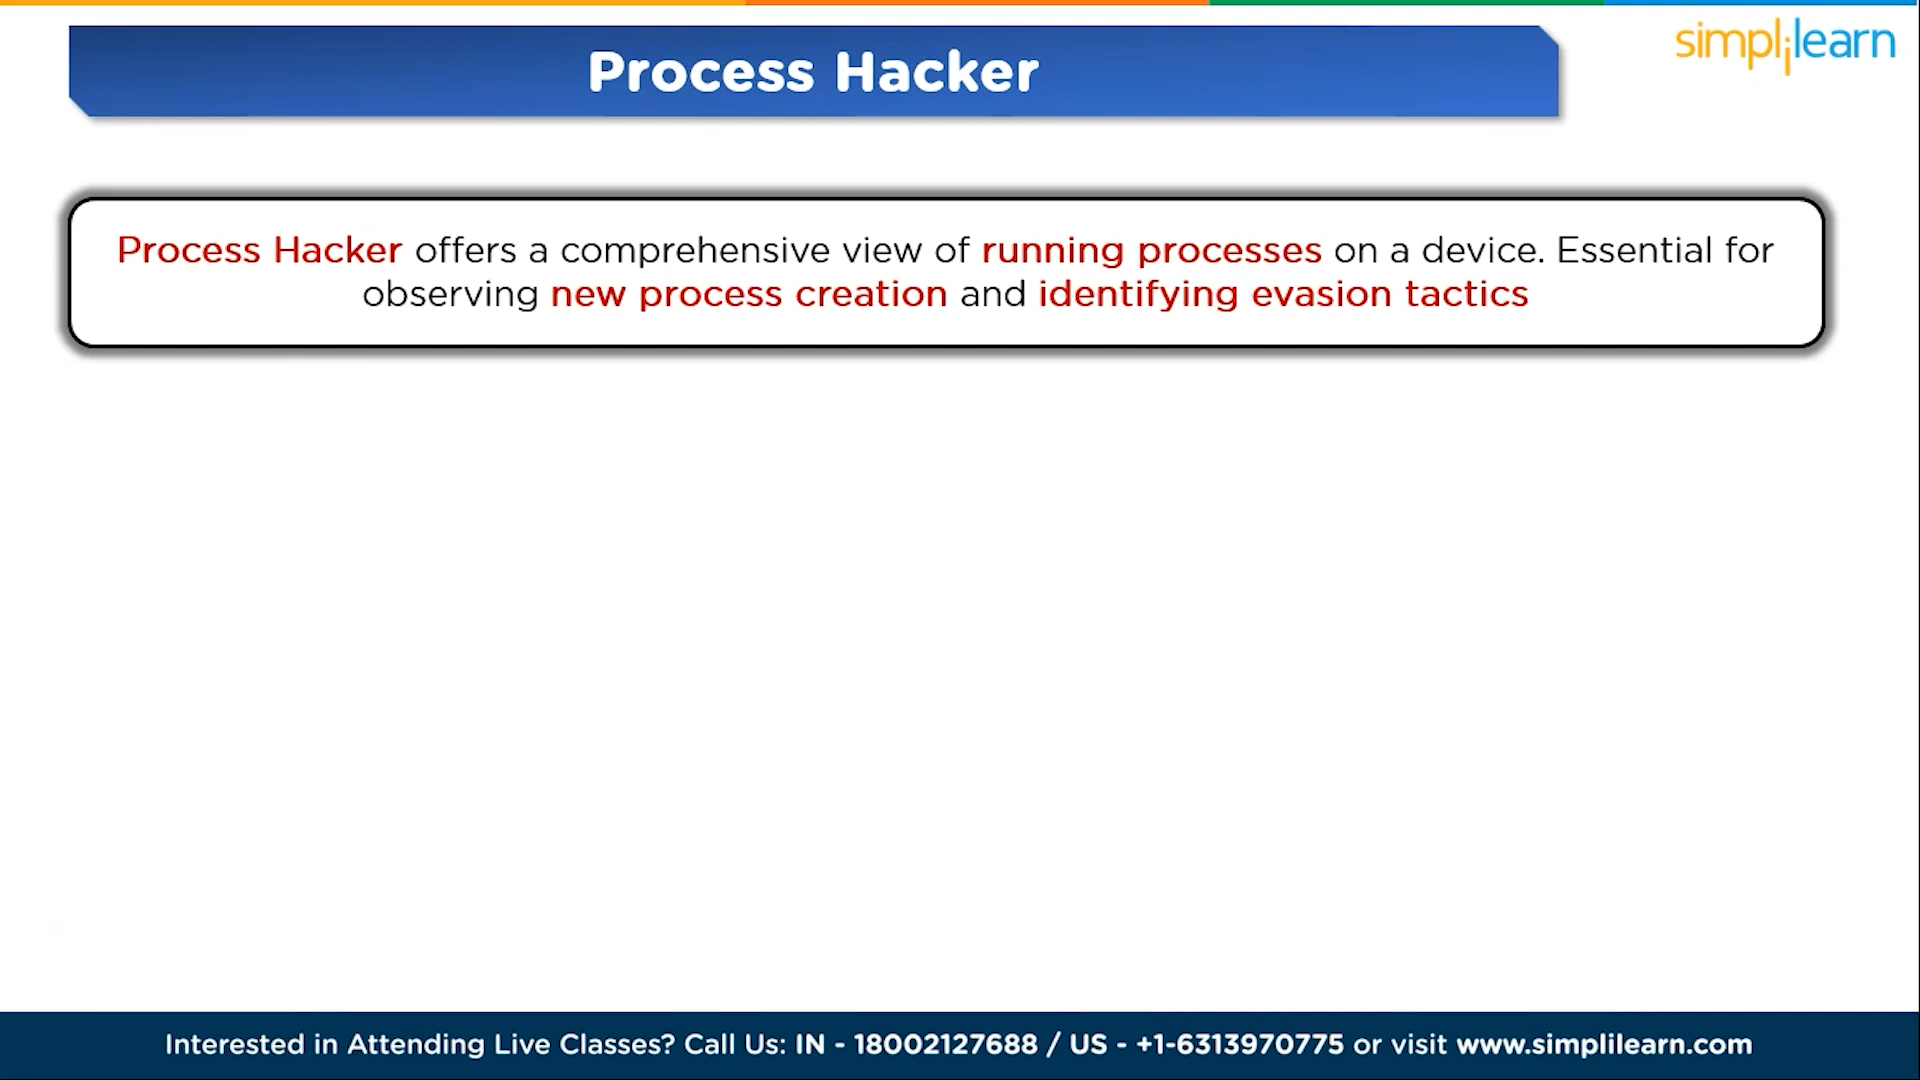 Process Hacker
simplilearn
Process Hacker offers a comprehensive view of running processes on a device. Essential for
observing new process creation and identifying evasion tactics
Interested in Attending Live Classes? Call Us: IN - 18002127688 / US - +1-6313970775 or visit www.simplilearn.com